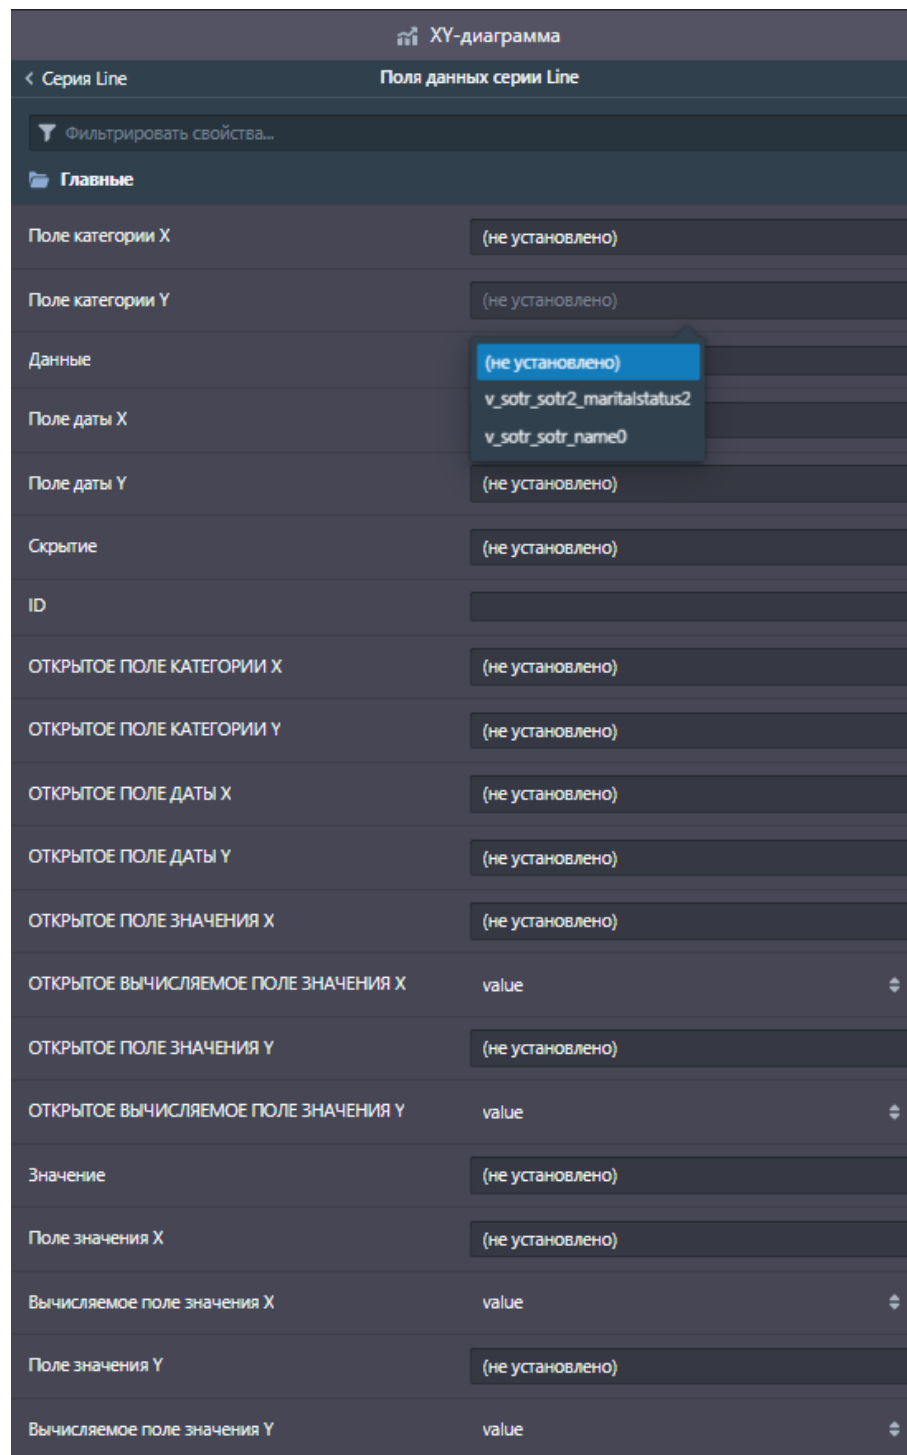 XY-диаграмма
Серия Line
Поля данных серии Line
Фильтрировать свойства...
Главные
Поле категории X
(не установлено)
Поле категории Y
(не установлено)
Данные
(не установлено)
v_sotr_sotr2_maritalstatus2
Поле даты X
v_sotr_sotr_name0
Поле даты Y
(не установлено)
Скрытие
(не установлено)
ID
ОТКРЫТОЕ ПОЛЕ КАТЕГОРИИ X
(не установлено)
ОТКРЫТОЕ ПОЛЕ КАТЕГОРИИ Y
(не установлено)
ОТКРЫТОЕ ПОЛЕ ДАТЫ X
(не установлено)
ОТКРЫТОЕ ПОЛЕ ДАТЫ Y
(не установлено)
ОТКРЫТОЕ ПОЛЕ ЗНАЧЕНИЯ X
(не установлено)
ОТКРЫТОЕ ВЫЧИСЛЯЕМОЕ ПОЛЕ ЗНАЧЕНИЯ X
value
ОТКРЫТОЕ ПОЛЕ ЗНАЧЕНИЯ Y
(не установлено)
ОТКРЫТОЕ ВЫЧИСЛЯЕМОЕ ПОЛЕ ЗНАЧЕНИЯ Y
value
Значение
(не установлено)
Поле значения X
(не установлено)
Вычисляемое поле значения X
value
Поле значения Y
(не установлено)
Вычисляемое поле значения Y
value